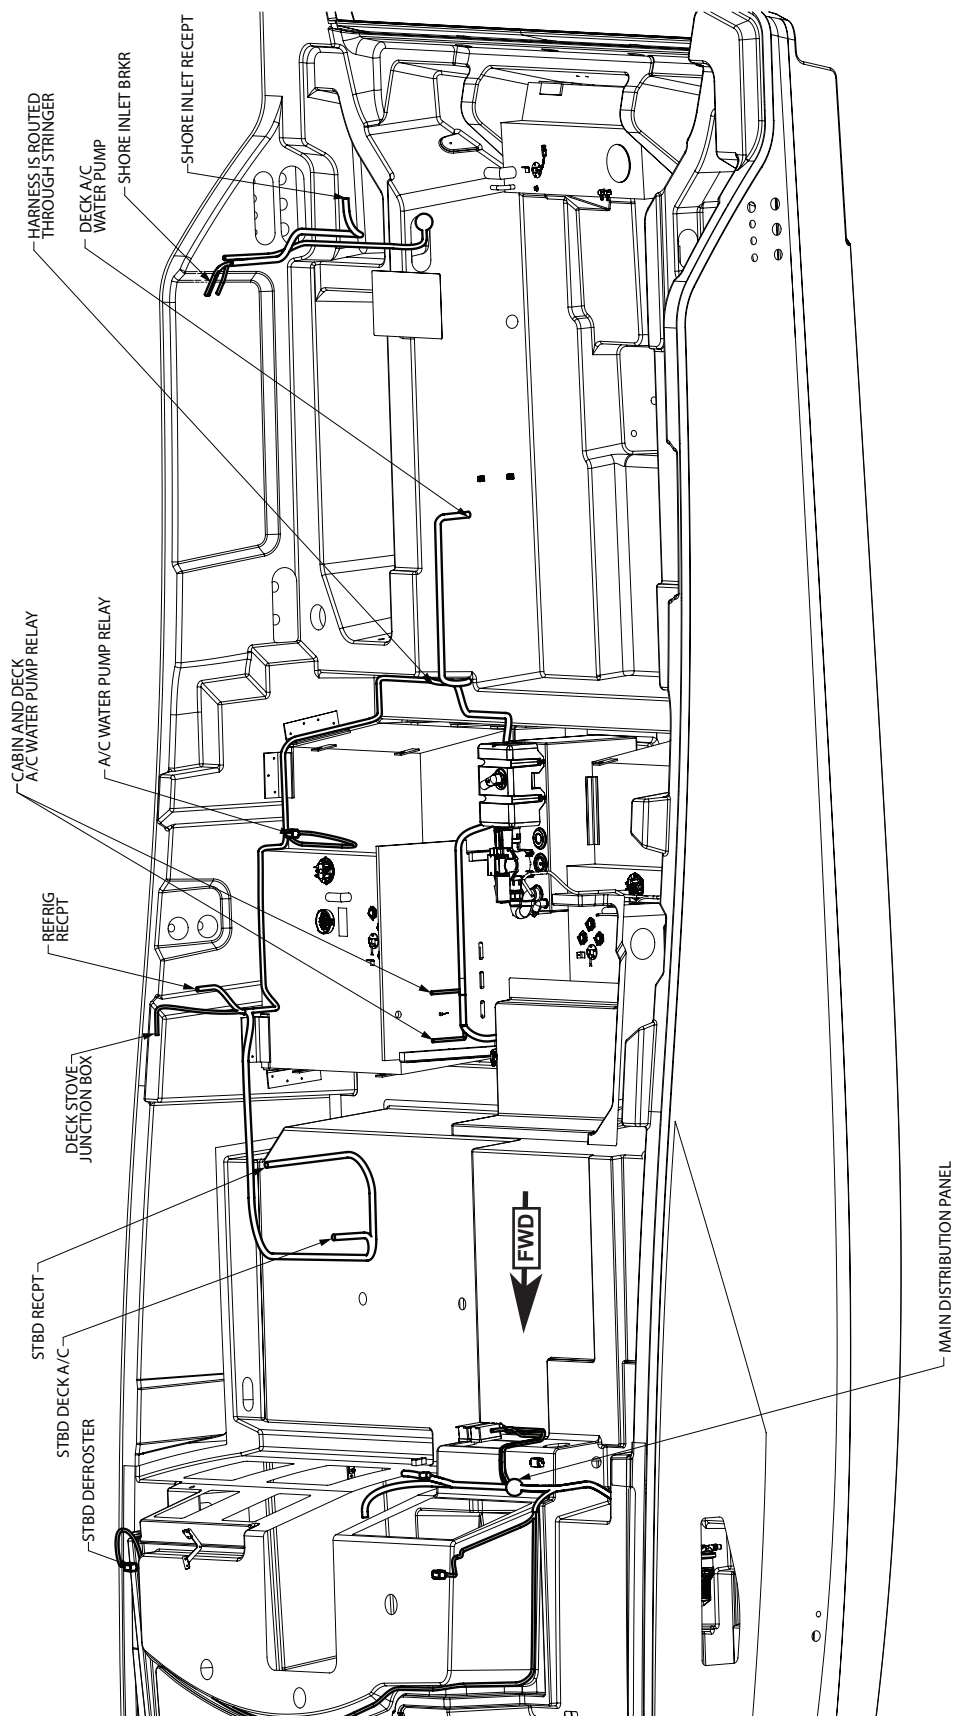 HARNESS IS ROUTED
THROUGH STRINGER
DECK A/C
WATER PUMP
SHORE INLET BRKR
SHORE INLET RECEPT
CABIN AND DECK
A/C WATER PUMP RELAY
A/C WATER PUMP RELAY
REFRIG
RECPT
DECK STOVE
JUNCTION BOX
STBD RECPT
STBD DECK A/C
STBD DEFROSTER
FWD
MAIN DISTRIBUTION PANEL